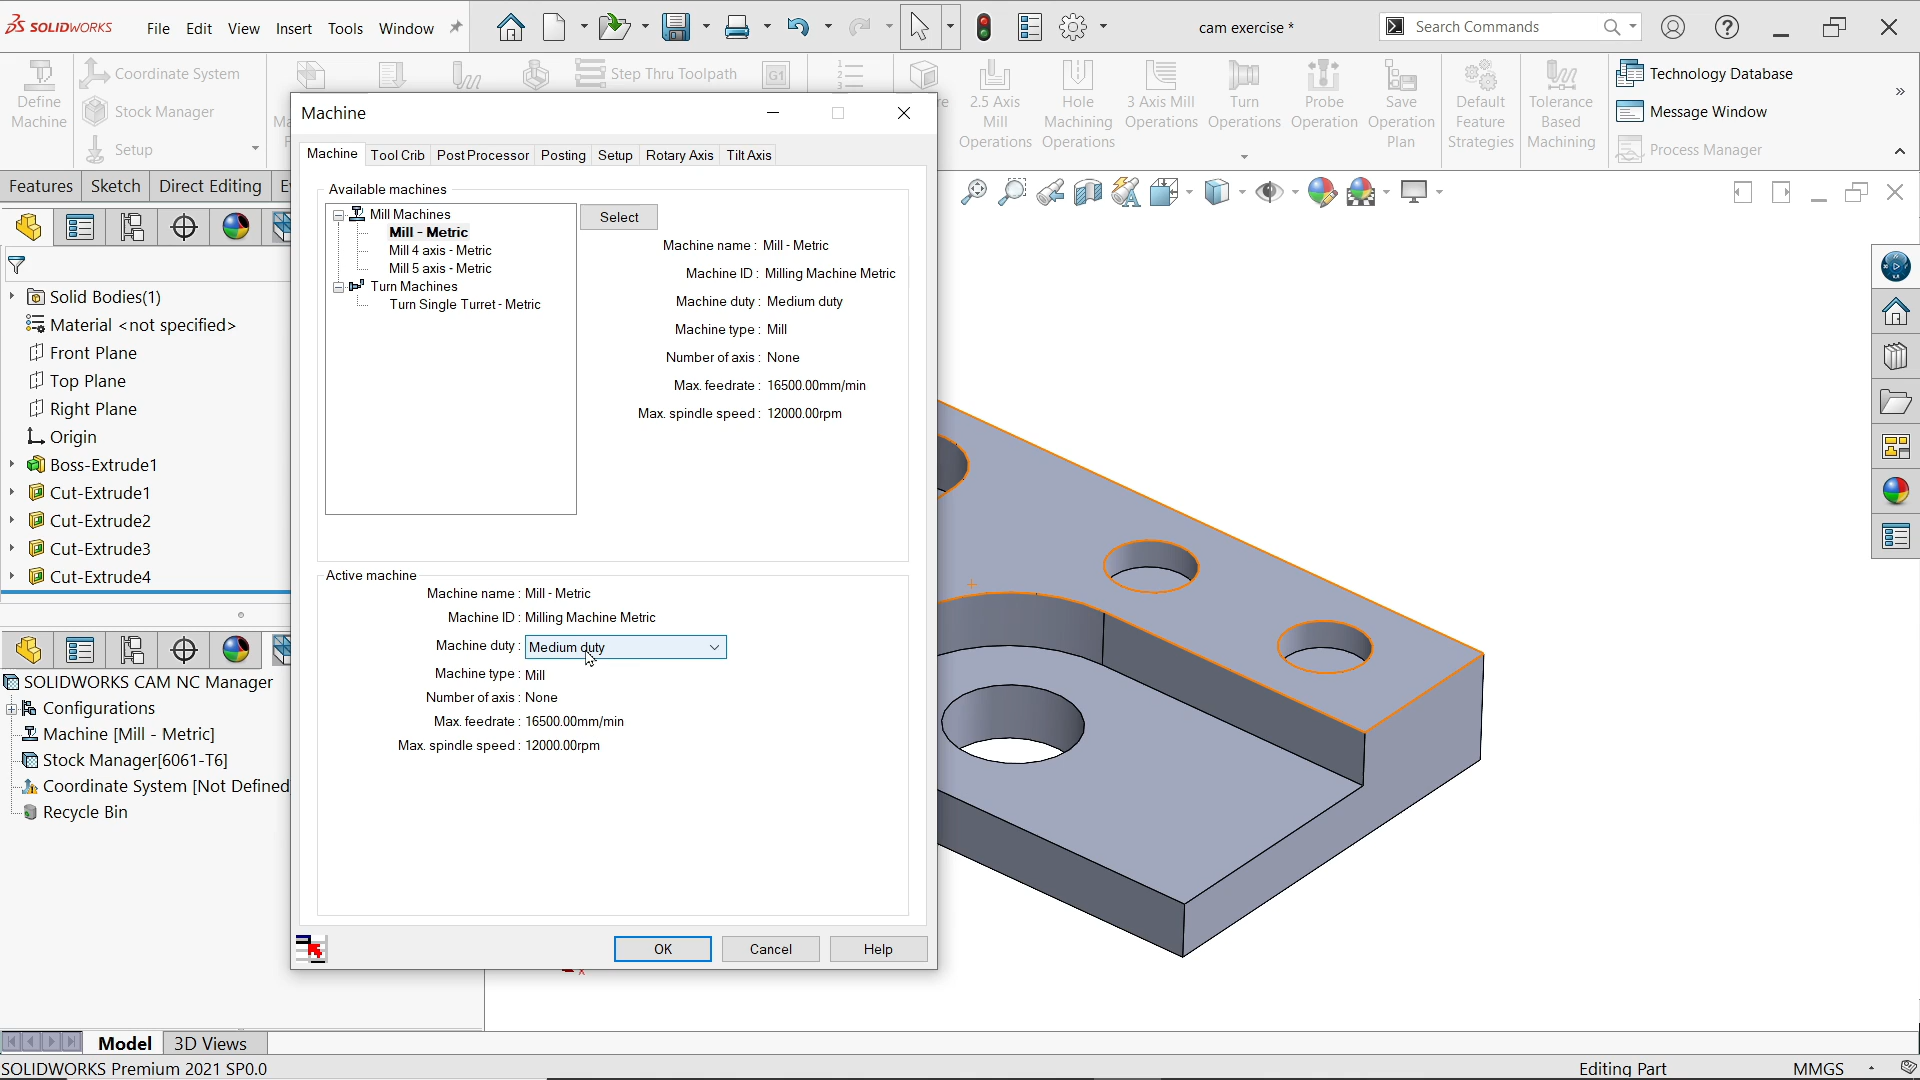 SOLIDWORKS
File Edit View Insert Tools Window
cam exercise *
Search Commands
Define Machine
Coordinate System
Stock Manager
Setup
Step Thru Toolpath
G1
2.5 Axis Mill Operations
Hole Machining Operations
3 Axis Mill Operations
Turn Operations
Probe Operation
Save Operation Plan
Default Feature Strategies
Tolerance Based Machining
Technology Database
Message Window
Process Manager
Features Sketch Direct Editing
Machine
Machine Tool Crib Post Processor Posting Setup Rotary Axis Tilt Axis
Available machines
Mill Machines
Mill - Metric
Mill 4 axis - Metric
Mill 5 axis - Metric
Turn Machines
Turn Single Turret - Metric
Select
Machine name : Mill - Metric
Machine ID : Milling Machine Metric
Machine duty : Medium duty
Machine type : Mill
Number of axis : None
Max. feedrate : 16500.00mm/min
Max. spindle speed : 12000.00rpm
Active machine
Machine name : Mill - Metric
Machine ID : Milling Machine Metric
Machine duty : Medium duty
Machine type : Mill
Number of axis : None
Max. feedrate : 16500.00mm/min
Max. spindle speed : 12000.00rpm
OK Cancel Help
Solid Bodies(1)
Material <not specified>
Front Plane
Top Plane
Right Plane
Origin
Boss-Extrude1
Cut-Extrude1
Cut-Extrude2
Cut-Extrude3
Cut-Extrude4
SOLIDWORKS CAM NC Manager
Configurations
Machine [Mill - Metric]
Stock Manager[6061-T6]
Coordinate System [Not Defined
Recycle Bin
x
Model 3D Views
SOLIDWORKS Premium 2021 SP0.0
Editing Part
MMGS